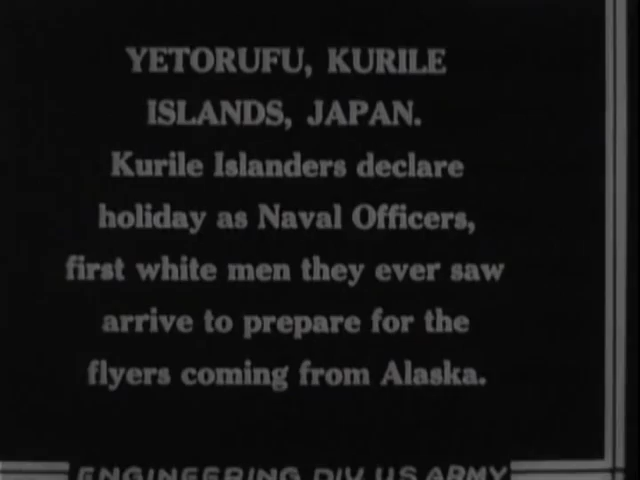 YETORUFU, KURILE
ISLANDS, JAPAN.
Kurile Islanders declare
holiday as Naval Officers,
first white men they ever saw
arrive to prepare for the
flyers coming from Alaska.
ENGINEERING DIV. U.S. ARMY